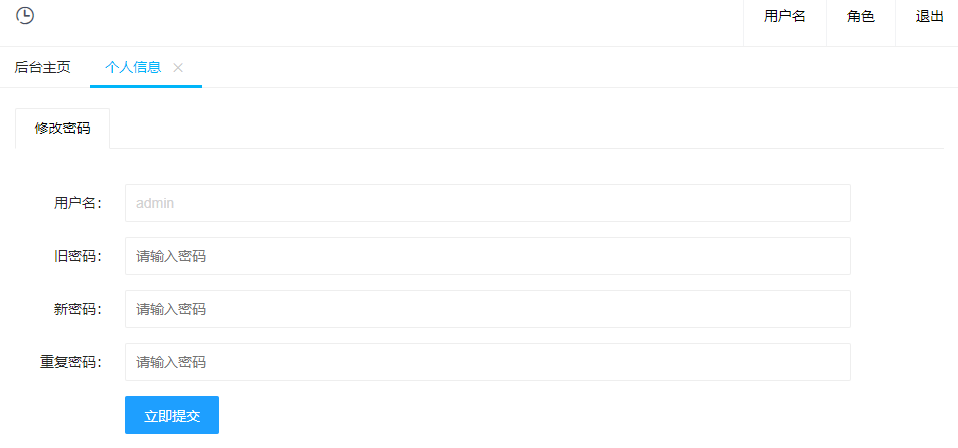 用户名 角色 退出
后台主页 个人信息
修改密码
用户名： admin
旧密码： 请输入密码
新密码： 请输入密码
重复密码： 请输入密码
立即提交